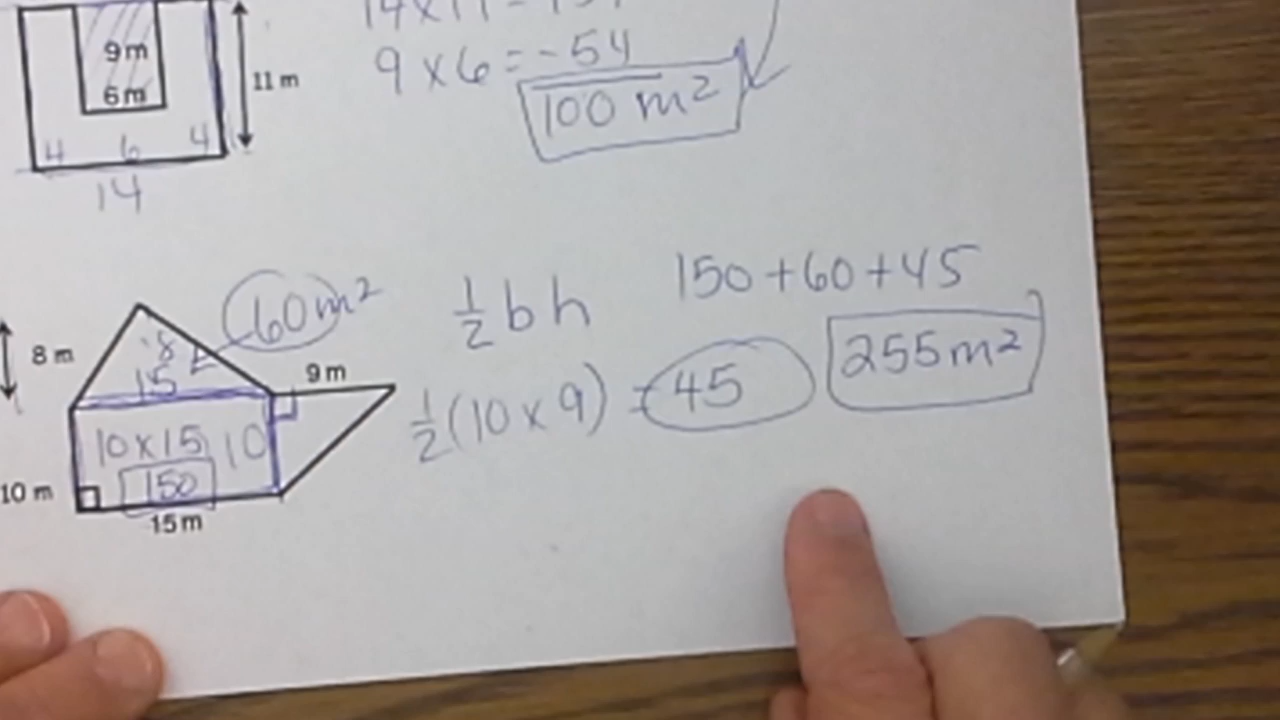 9m
6m
4 6 4
14
11 m
9 x 6 = -54
100 m²
8 m
8
15
60m²
9m
10x15 10
150
10 m
15m
½ b h
½(10 x 9) = 45
150+60+45
255m²